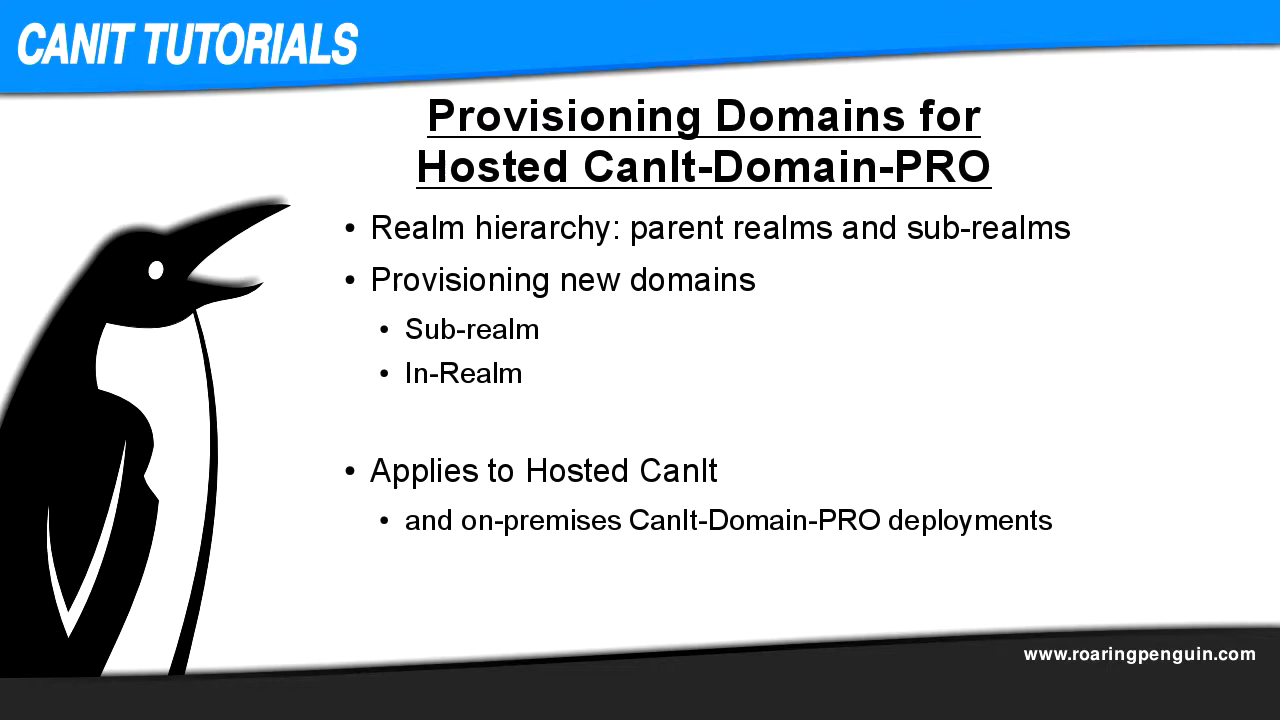 CANIT TUTORIALS
Provisioning Domains for
Hosted CanIt-Domain-PRO
• Realm hierarchy: parent realms and sub-realms
• Provisioning new domains
• Sub-realm
• In-Realm
• Applies to Hosted CanIt
• and on-premises CanIt-Domain-PRO deployments
www.roaringpenguin.com